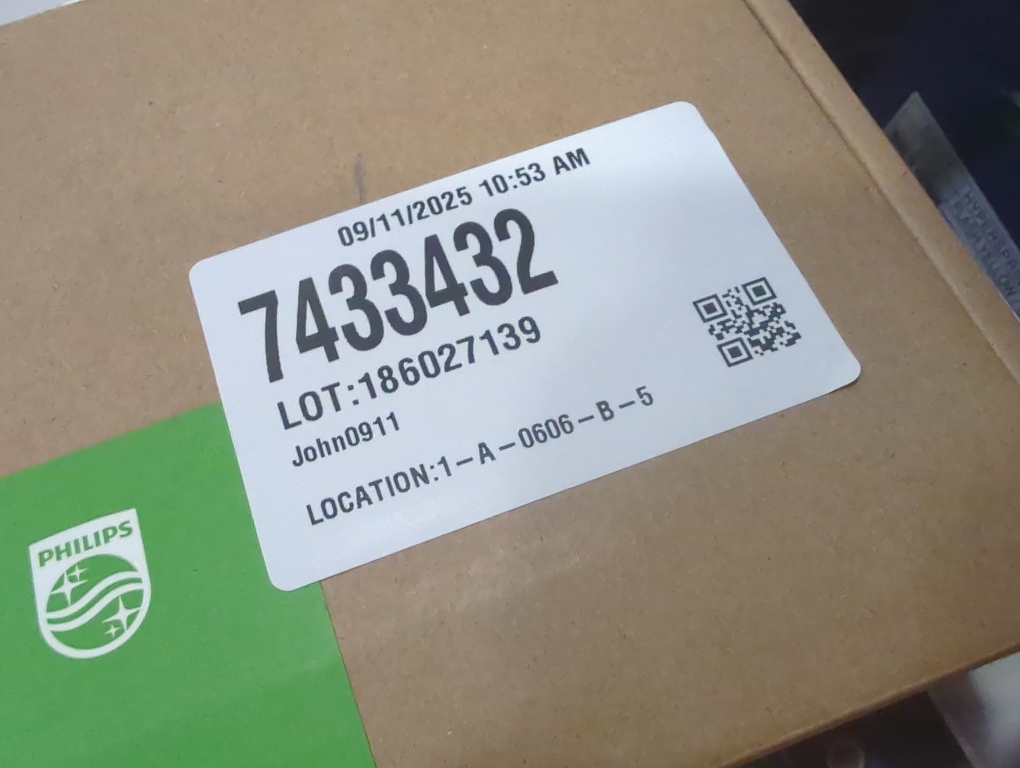 09/11/2025 10:53 AM
7433432
LOT:186027139
John0911
LOCATION:1-A-0606-B-5
PHILIPS